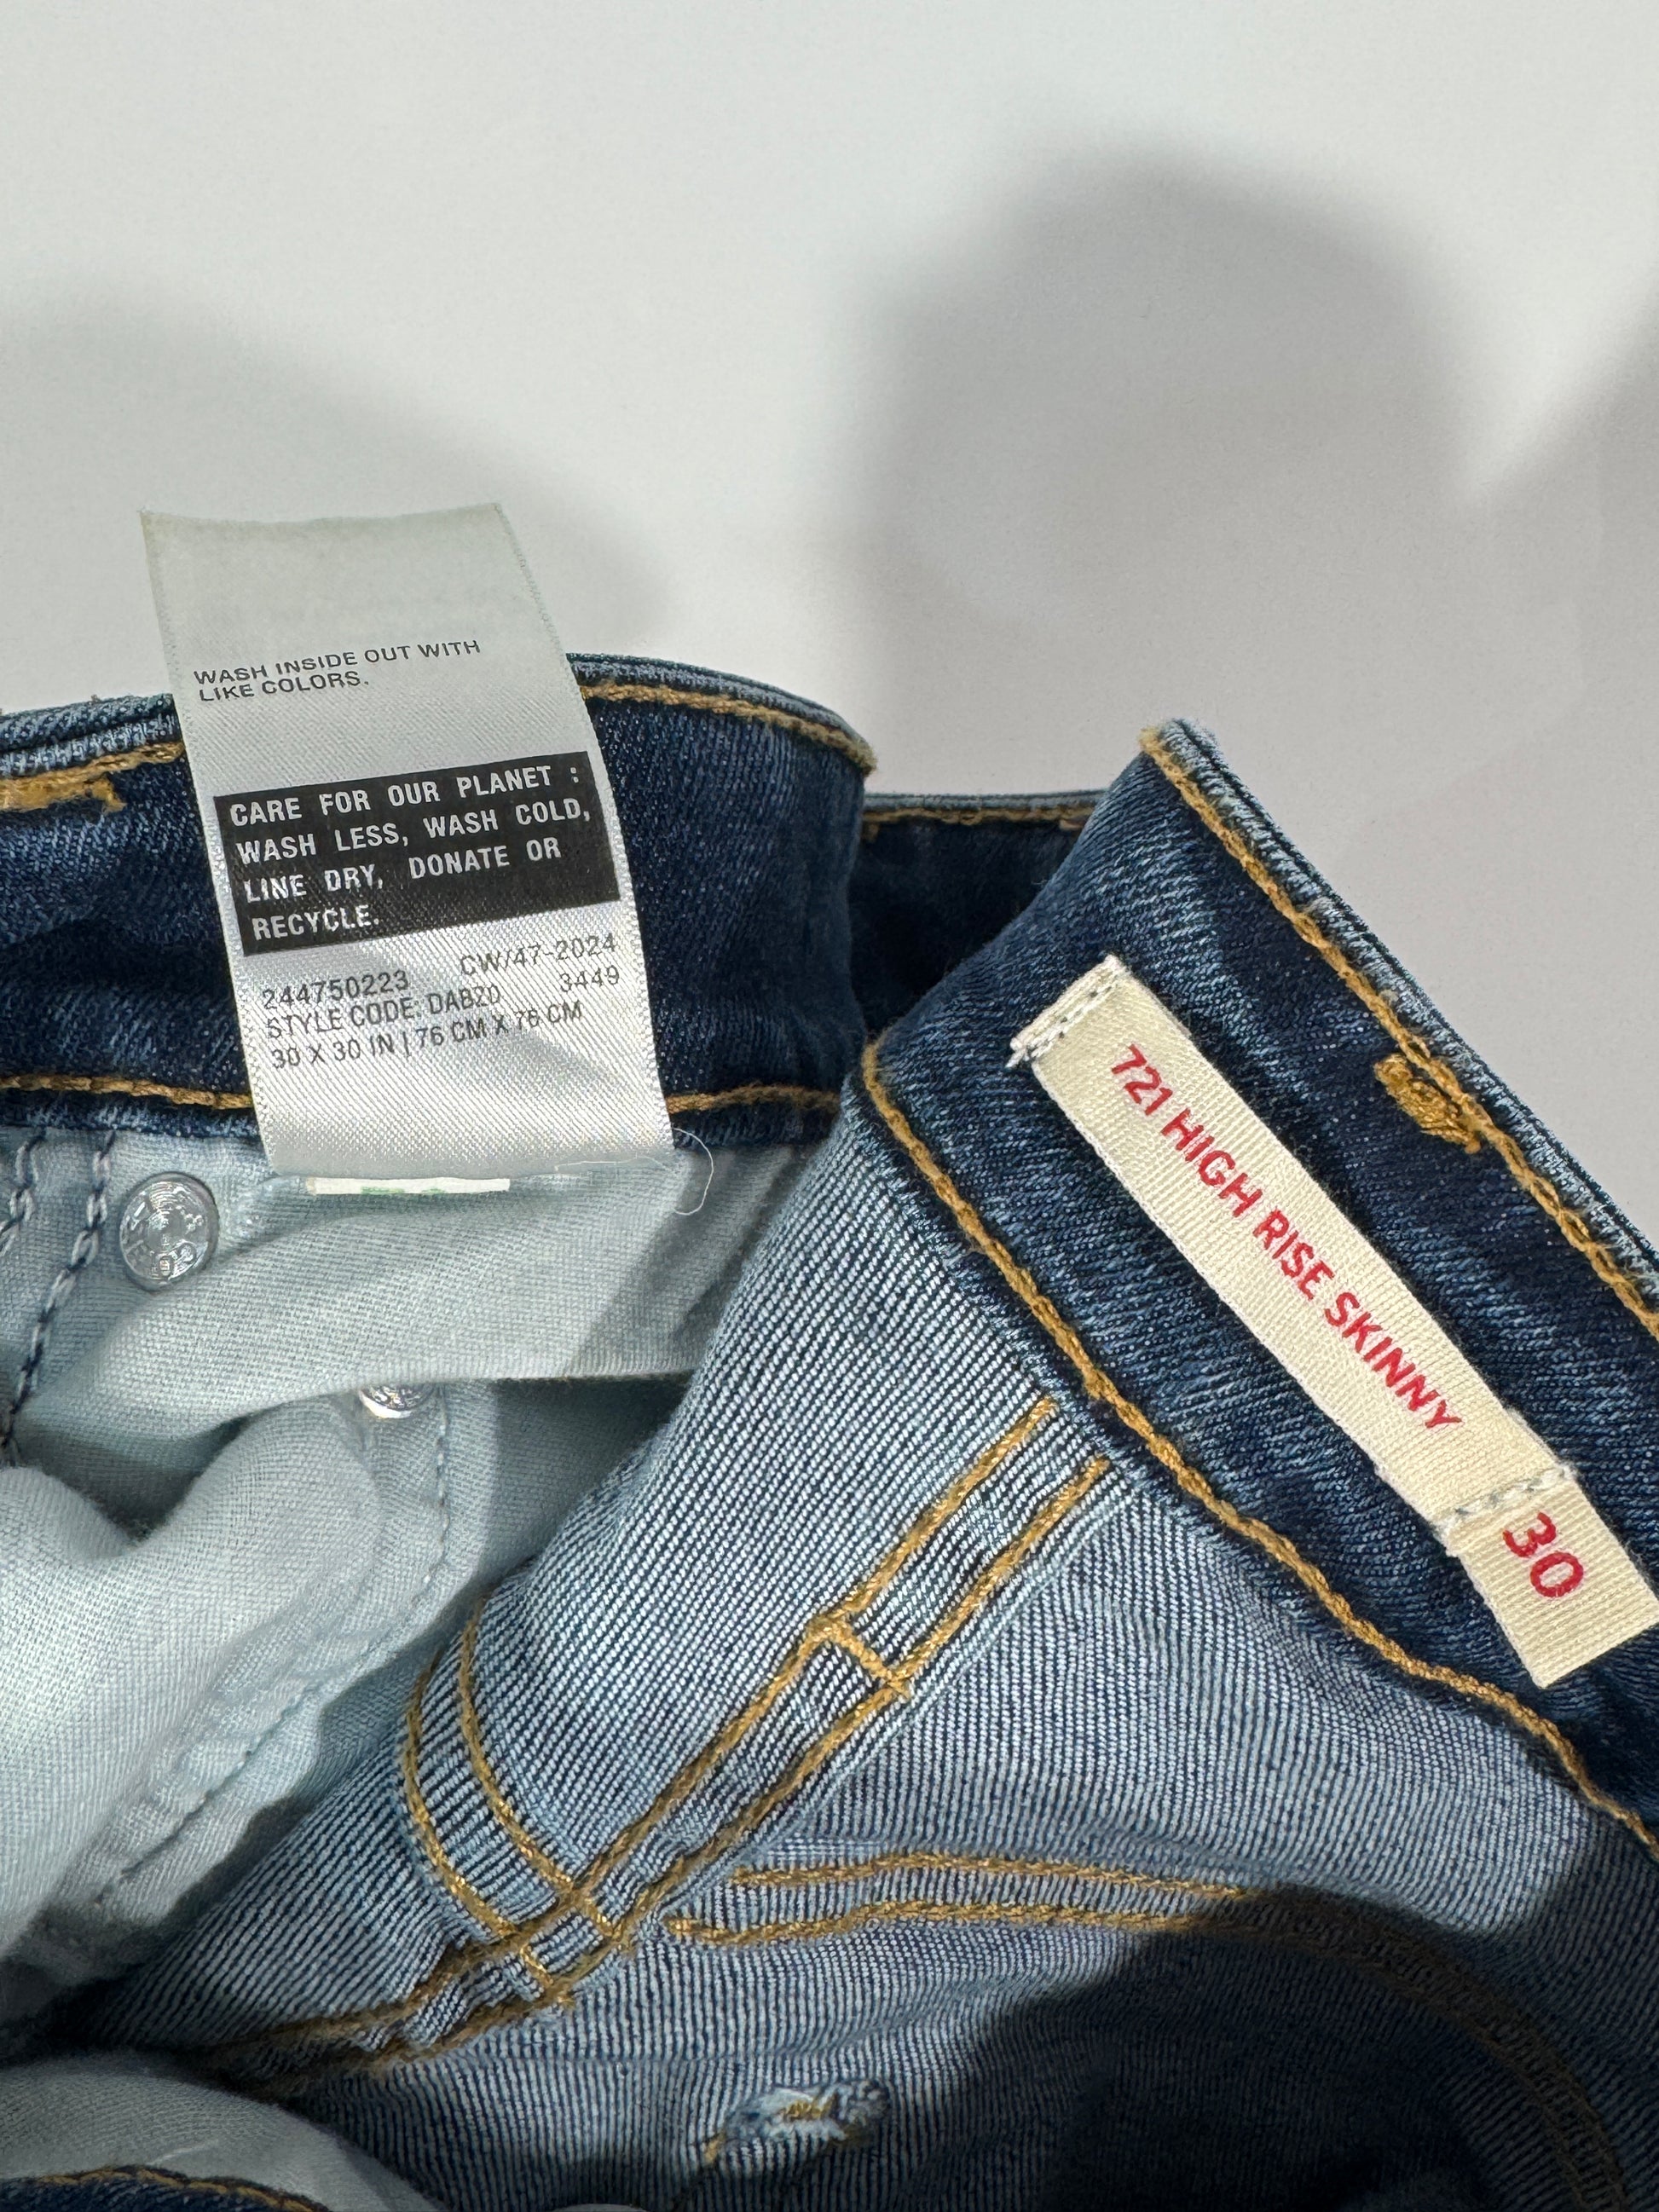 WASH INSIDE OUT WITH
LIKE COLORS.
CARE FOR OUR PLANET :
WASH LESS, WASH COLD,
LINE DRY, DONATE OR
RECYCLE.
CW/47-2024
244750223 3449
STYLE CODE: DABZ0
30 X 30 IN | 76 CM X 76 CM
721 HIGH RISE SKINNY
30